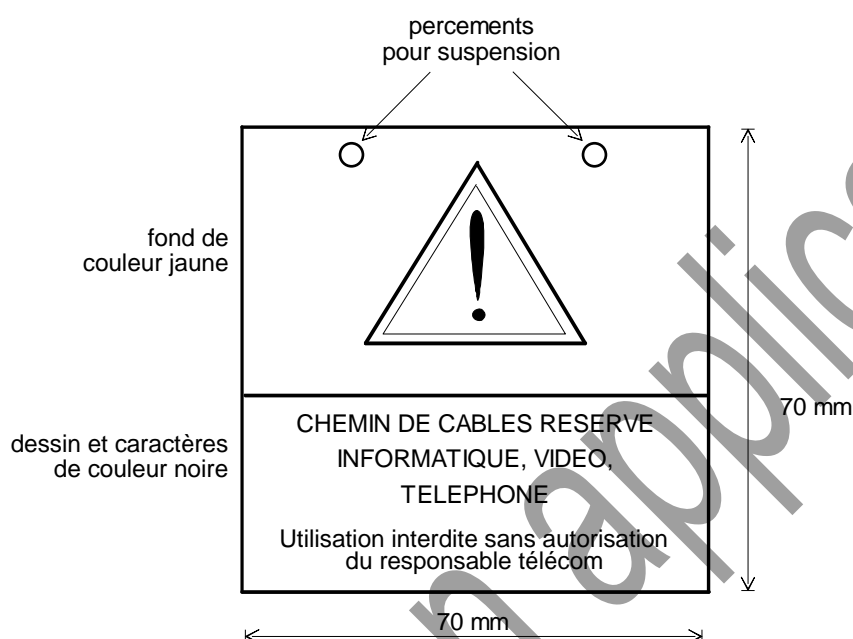 percements
pour suspension
fond de
couleur jaune
70 mm
dessin et caractères
de couleur noire
CHEMIN DE CABLES RESERVE
INFORMATIQUE, VIDEO,
TELEPHONE
Utilisation interdite sans autorisation
du responsable télécom
70 mm